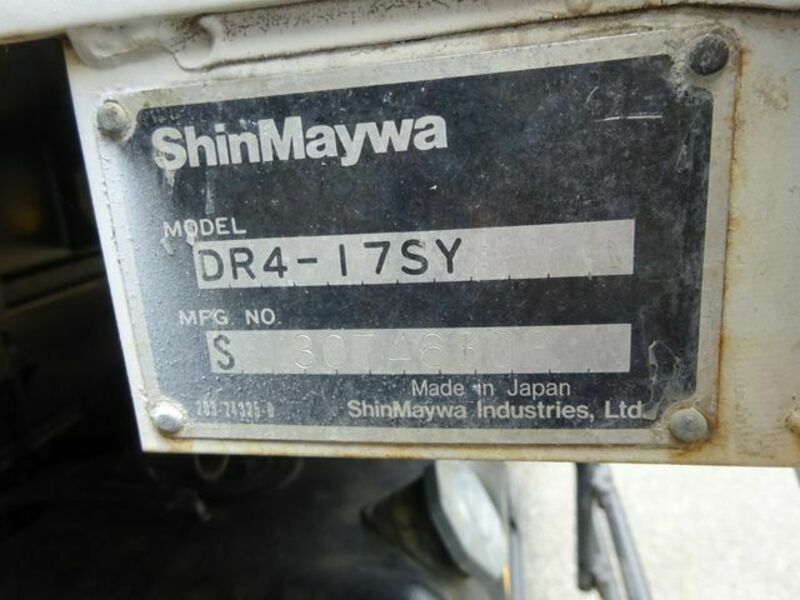 ShinMaywa
MODEL
DR4-17SY
MFG NO.
S
Made in Japan
ShinMaywa Industries, Ltd.